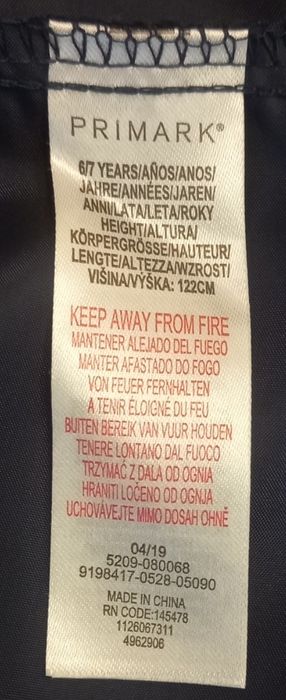 PRIMARK®
6/7 YEARS/AÑOS/ANOS/
JAHRE/ANNÉES/JAREN/
ANNI/LATA/LETA/ROKY
HEIGHT/ALTURA/
KÖRPERGRÖSSE/HAUTEUR/
LENGTE/ALTEZZA/WZROST/
VIŠINA/VÝŠKA: 122CM
KEEP AWAY FROM FIRE
MANTENER ALEJADO DEL FUEGO
MANTER AFASTADO DO FOGO
VON FEUER FERNHALTEN
A TENIR ÉLOIGNÉ DU FEU
BUITEN BEREIK VAN VUUR HOUDEN
TENERE LONTANO DAL FUOCO
TRZYMAĆ Z DALA OD OGNIA
HRANITI LOČENO OD OGNJA
UCHOVÁVEJTE MIMO DOSAH OHNĚ
04/19
5209-080068
9198417-0528-05090
MADE IN CHINA
RN CODE:145478
1126067311
4962906